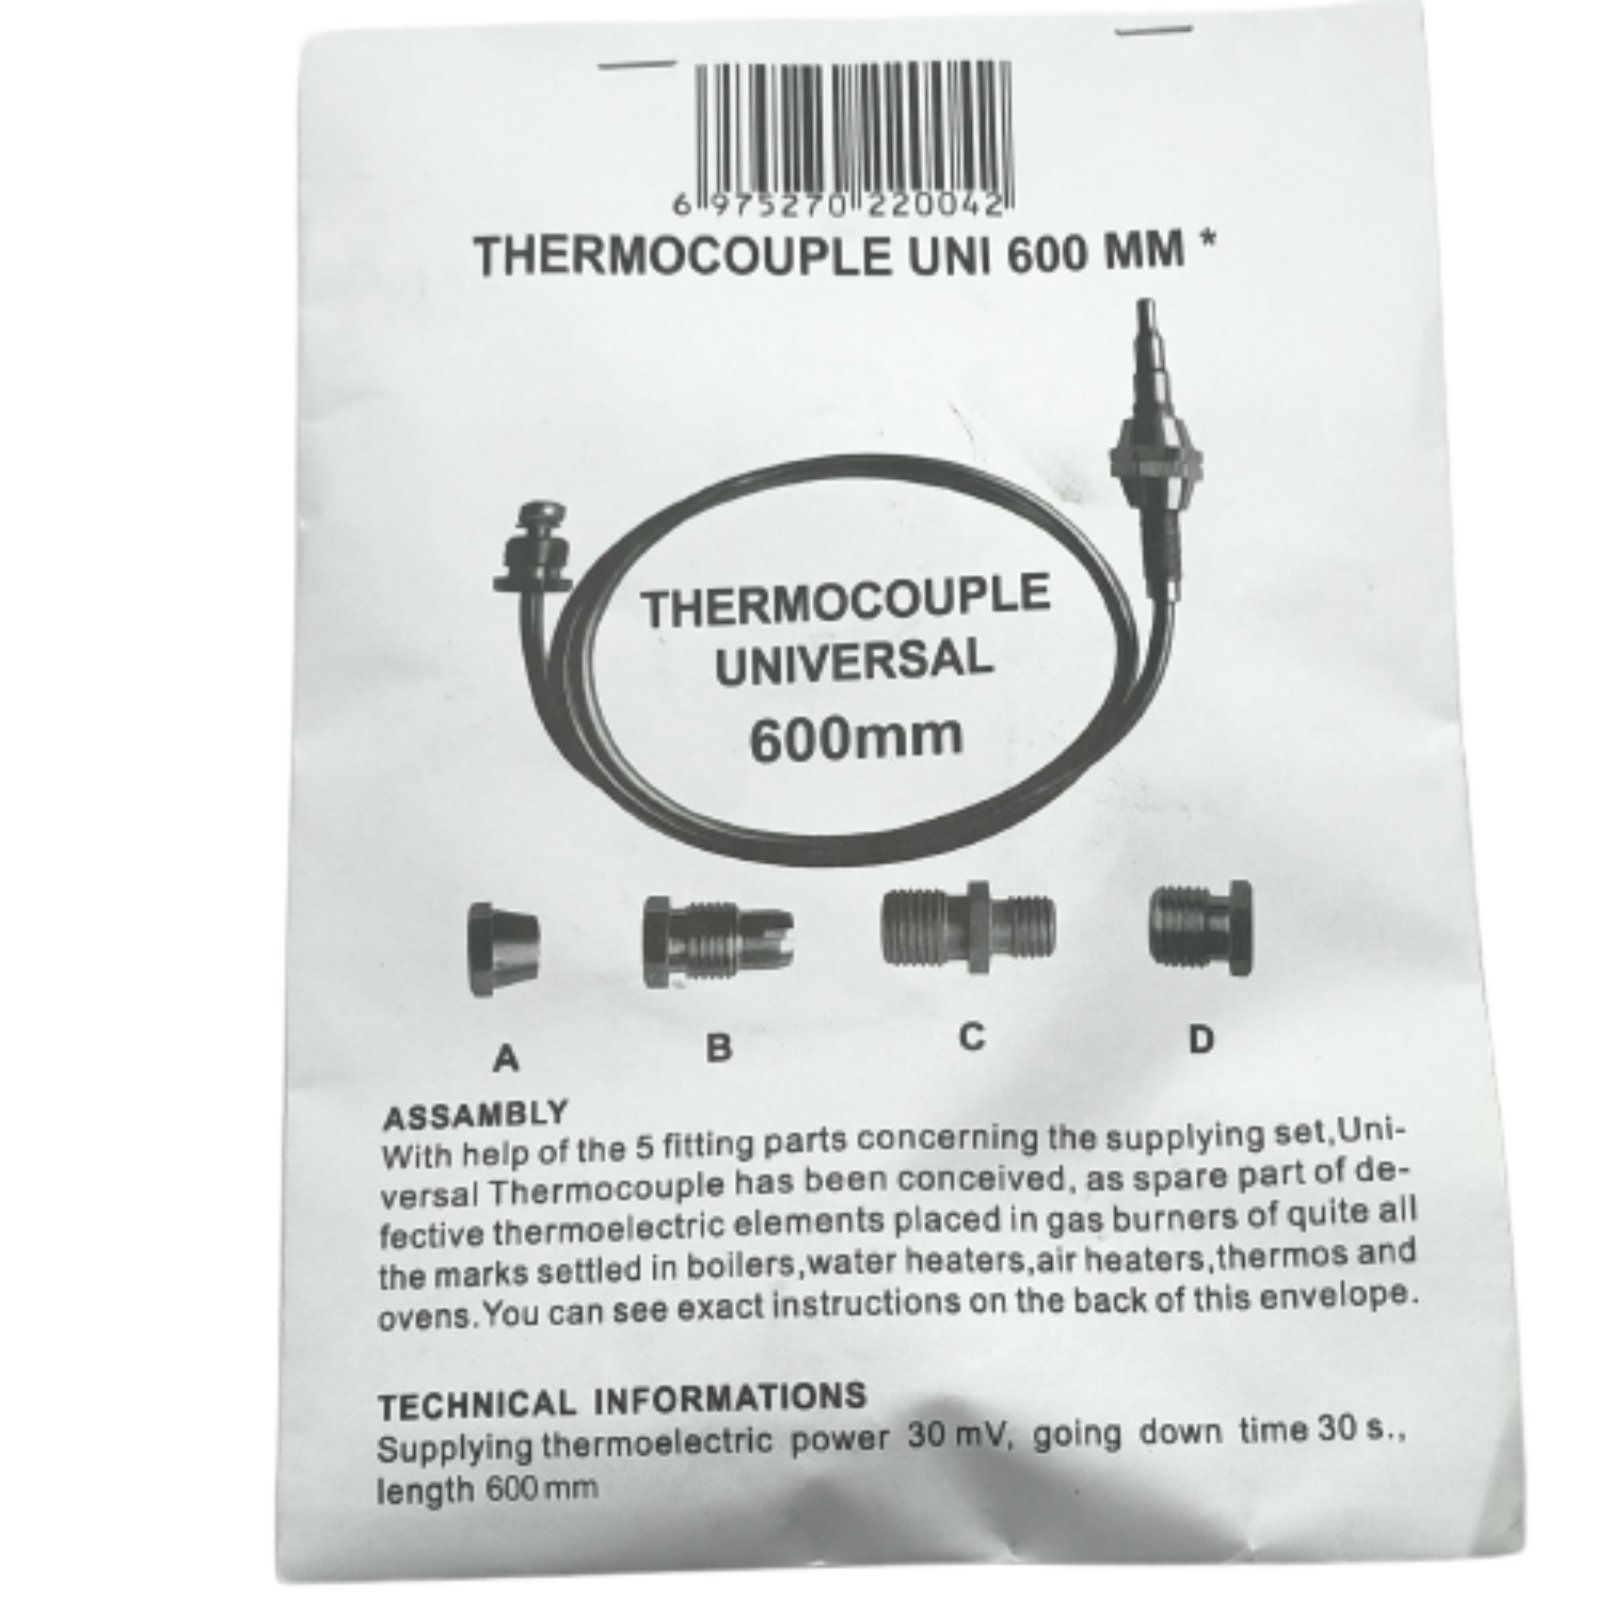 6 975270 220042
THERMOCOUPLE UNI 600 MM *
THERMOCOUPLE
UNIVERSAL
600mm
A B C D
ASSAMBLY
With help of the 5 fitting parts concerning the supplying set,Uni-
versal Thermocouple has been conceived, as spare part of de-
fective thermoelectric elements placed in gas burners of quite all
the marks settled in boilers,water heaters,air heaters,thermos and
ovens.You can see exact instructions on the back of this envelope.
TECHNICAL INFORMATIONS
Supplying thermoelectric power 30 mV, going down time 30 s.,
length 600 mm